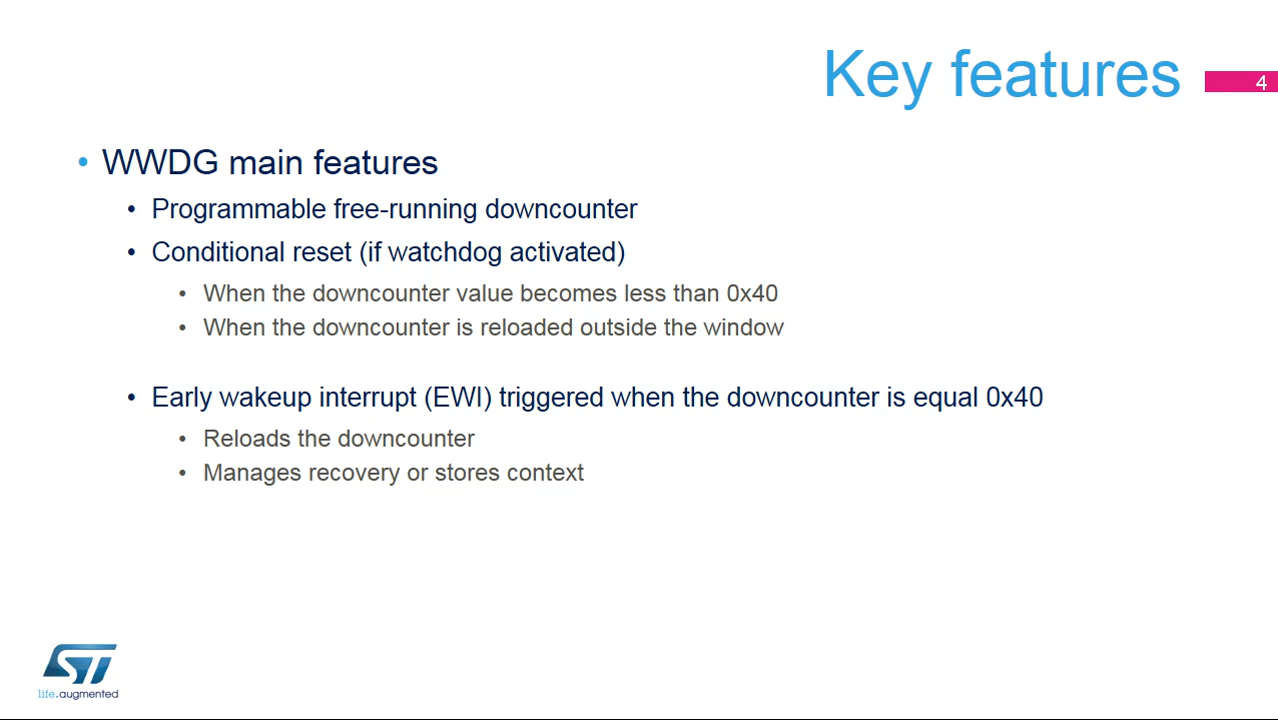 Key features
4
• WWDG main features
• Programmable free-running downcounter
• Conditional reset (if watchdog activated)
• When the downcounter value becomes less than 0x40
• When the downcounter is reloaded outside the window
• Early wakeup interrupt (EWI) triggered when the downcounter is equal 0x40
• Reloads the downcounter
• Manages recovery or stores context
ST
life.augmented